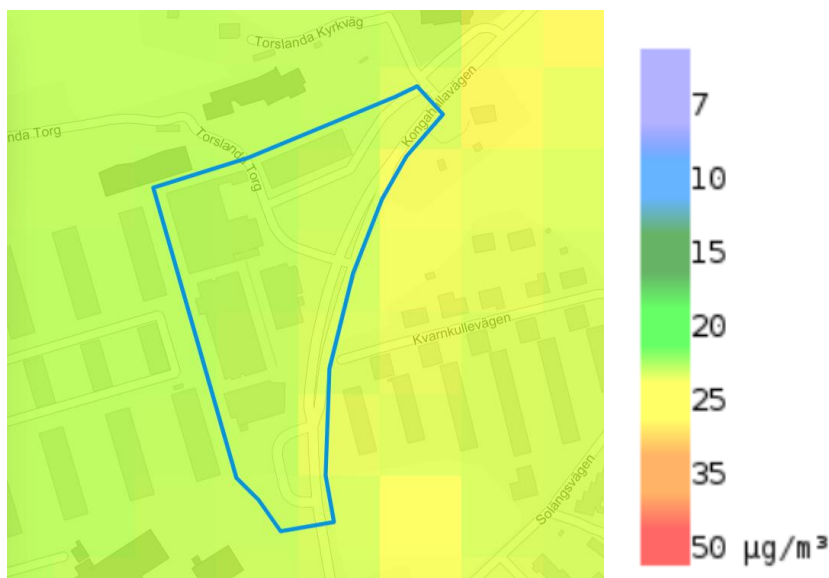 Torslanda Kyrkväg
Kongahällavägen
nda Torg
Torslanda Torg
Kvarnkullevägen
Solängsvägen
7
10
15
20
25
35
50 µg/m³